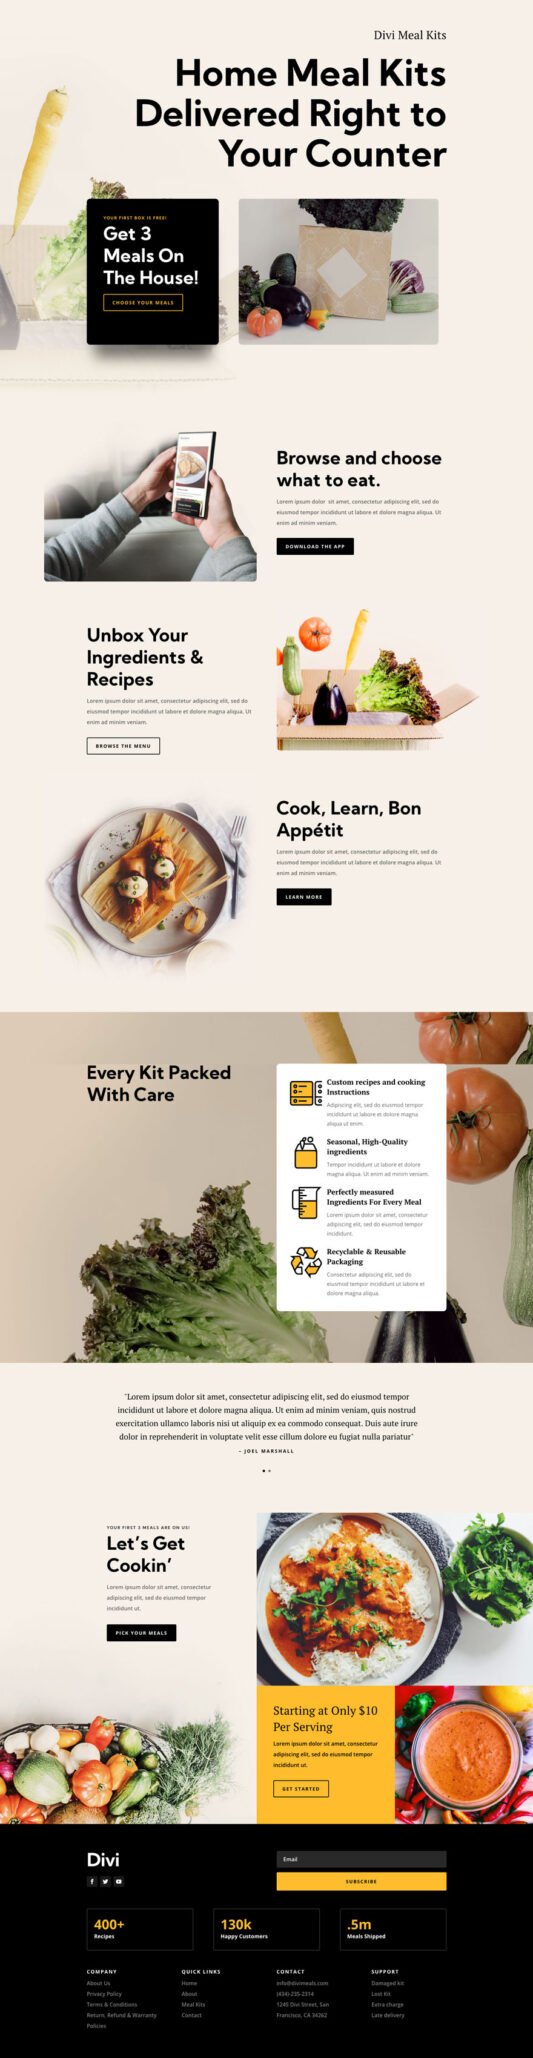 Divi Meal Kits
Home Meal Kits
Delivered Right to
Your Counter
YOUR FIRST BOX IS FREE!
Get 3
Meals On
The House!
CHOOSE YOUR MEALS
Browse and choose
what to eat.
Lorem ipsum dolor  sit amet, consectetur adipiscing elit, sed do
eiusmod tempor incididunt ut labore et dolore magna aliqua. Ut
enim ad minim veniam.
DOWNLOAD THE APP
Unbox Your
Ingredients &
Recipes
Lorem ipsum dolor sit amet, consectetur adipiscing elit, sed do
eiusmod tempor incididunt ut labore et dolore magna aliqua. Ut
enim ad minim veniam.
BROWSE THE MENU
Cook, Learn, Bon
Appétit
Lorem ipsum dolor sit amet, consectetur adipiscing elit, sed do
eiusmod tempor incididunt ut labore et dolore magna aliqua. Ut
enim ad minim veniam.
LEARN MORE
Every Kit Packed
With Care
Custom recipes and cooking
Instructions
Adipiscing elit, sed do eiusmod tempor
incididunt ut labore et dolore magna
aliqua ut enim.
Seasonal, High-Quality
ingredients
Tempor incididunt ut labore et dolore
magna aliqua. Ut enim ad minim veniam.
Perfectly measured
Ingredients For Every Meal
Lorem ipsum dolor sit amet, consectetur
adipiscing elit, sed do eiusmod tempor
incididunt.
Recyclable & Reusable
Packaging
Consectetur adipiscing elit, sed do
eiusmod tempor incididunt ut labore et
dolore magna aliqua.
"Lorem ipsum dolor sit amet, consectetur adipiscing elit, sed do eiusmod tempor
incididunt ut labore et dolore magna aliqua. Ut enim ad minim veniam, quis nostrud
exercitation ullamco laboris nisi ut aliquip ex ea commodo consequat. Duis aute irure
dolor in reprehenderit in voluptate velit esse cillum dolore eu fugiat nulla pariatur"
– JOEL MARSHALL
YOUR FIRST 3 MEALS ARE ON US!
Let's Get
Cookin'
Lorem ipsum dolor sit amet, consectetur
adipiscing elit, sed do eiusmod tempor
incididunt ut.
PICK YOUR MEALS
Starting at Only $10
Per Serving
Lorem ipsum dolor sit amet, consectetur
adipiscing elit, sed do eiusmod tempor
incididunt ut.
GET STARTED
Divi
Email
SUBSCRIBE
400+
Recipes
130k
Happy Customers
.5m
Meals Shipped
COMPANY
About Us
Privacy Policy
Terms & Conditions
Return, Refund & Warranty
Policies
QUICK LINKS
Home
About
Meal Kits
Contact
CONTACT
info@divimeals.com
(434)-235-2314
1245 Divi Street, San
Francisco, CA 34262
SUPPORT
Damaged kit
Lost Kit
Extra charge
Late delivery